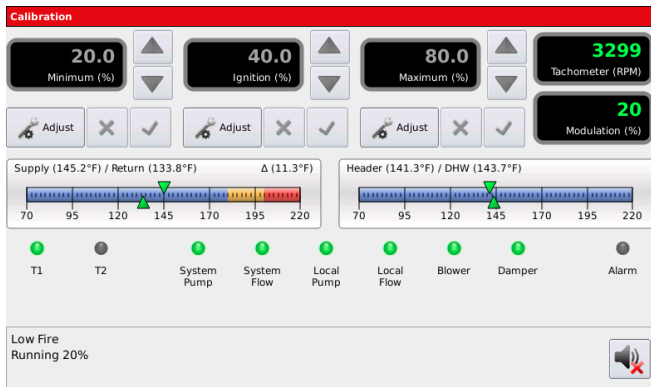 Calibration
20.0
Minimum (%)
40.0
Ignition (%)
80.0
Maximum (%)
3299
Tachometer (RPM)
Adjust
Adjust
Adjust
20
Modulation (%)
Supply (145.2°F) / Return (133.8°F) Δ (11.3°F)
70 95 120 145 170 195 220
Header (141.3°F) / DHW (143.7°F)
70 95 120 145 170 195 220
T1
T2
System
Pump
System
Flow
Local
Pump
Local
Flow
Blower
Damper
Alarm
Low Fire
Running 20%